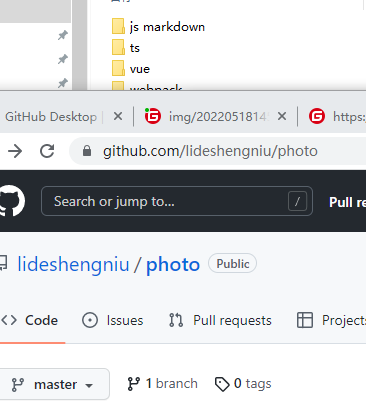 js markdown
ts
vue
webpack
GitHub Desktop
img/2022051814
https:
github.com/lideshengniu/photo
Search or jump to...
/
Pull re
lideshengniu / photo
Public
Code
Issues
Pull requests
Projects
master
1 branch
0 tags